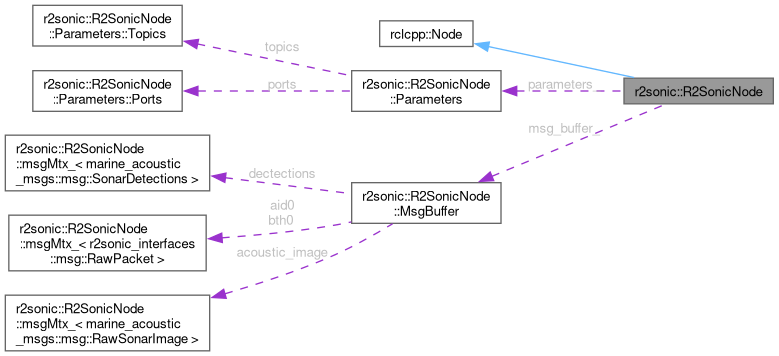 r2sonic::R2SonicNode
::Parameters::Topics
rclcpp::Node
topics
r2sonic::R2SonicNode
::Parameters::Ports
ports
r2sonic::R2SonicNode
::Parameters
parameters
r2sonic::R2SonicNode
msg_buffer_
r2sonic::R2SonicNode
::msgMtx_< marine_acoustic
_msgs::msg::SonarDetections >
dectections
r2sonic::R2SonicNode
::MsgBuffer
aid0
bth0
r2sonic::R2SonicNode
::msgMtx_< r2sonic_interfaces
::msg::RawPacket >
acoustic_image
r2sonic::R2SonicNode
::msgMtx_< marine_acoustic
_msgs::msg::RawSonarImage >